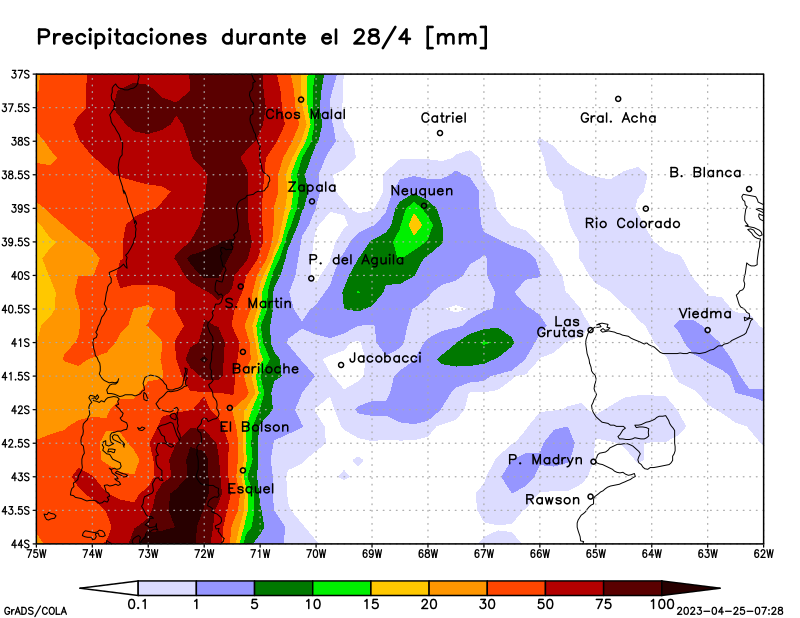 Precipitaciones durante el 28/4 [mm]
37S
37.5S
38S
38.5S
39S
39.5S
40S
40.5S
41S
41.5S
42S
42.5S
43S
43.5S
44S
Chos Malal
Catriel
Gral. Acha
B. Blanca
Zapala
Neuquen
Rio Colorado
P. del Aguila
S. Martin
Viedma
Las
Grutas
Jacobacci
Bariloche
El Bolson
P. Madryn
Esquel
Rawson
75W 74W 73W 72W 71W 70W 69W 68W 67W 66W 65W 64W 63W 62W
0.1 1 5 10 15 20 30 50 75 100
GrADS/COLA
2023-04-25-07:28